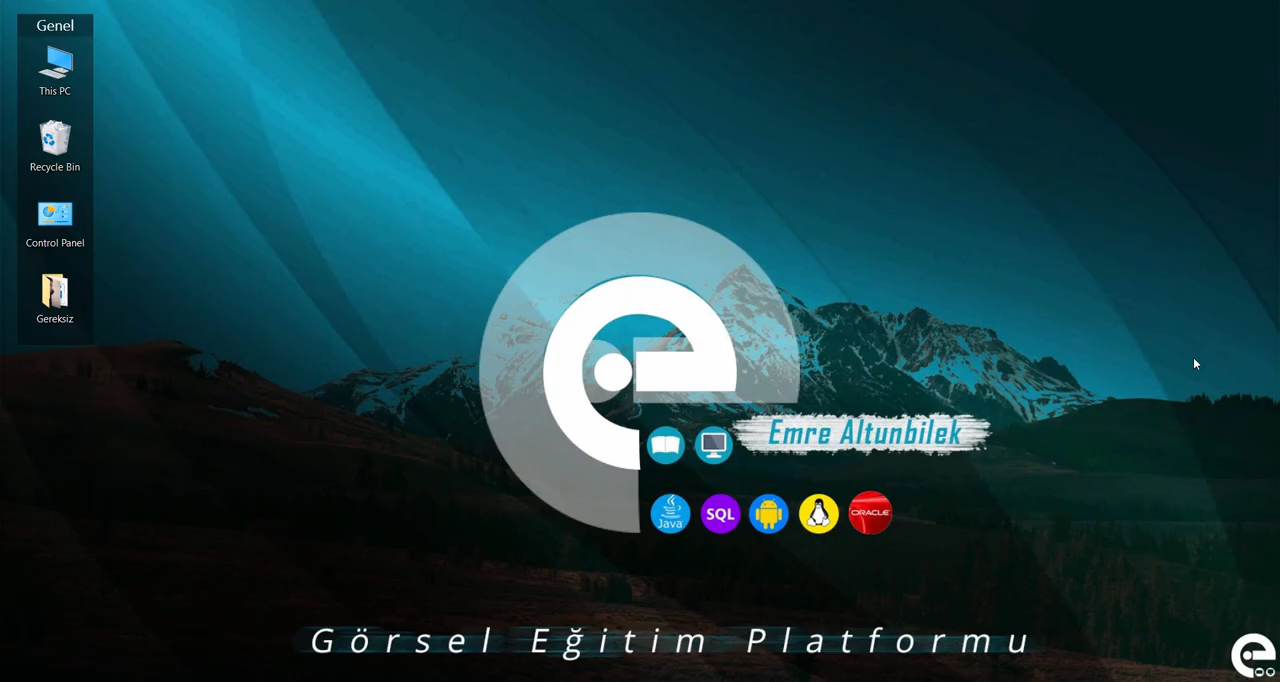 Genel
This PC
Recycle Bin
Control Panel
Gereksiz
Emre Altunbilek
Java
SQL
ORACLE
Görsel Eğitim Platformu